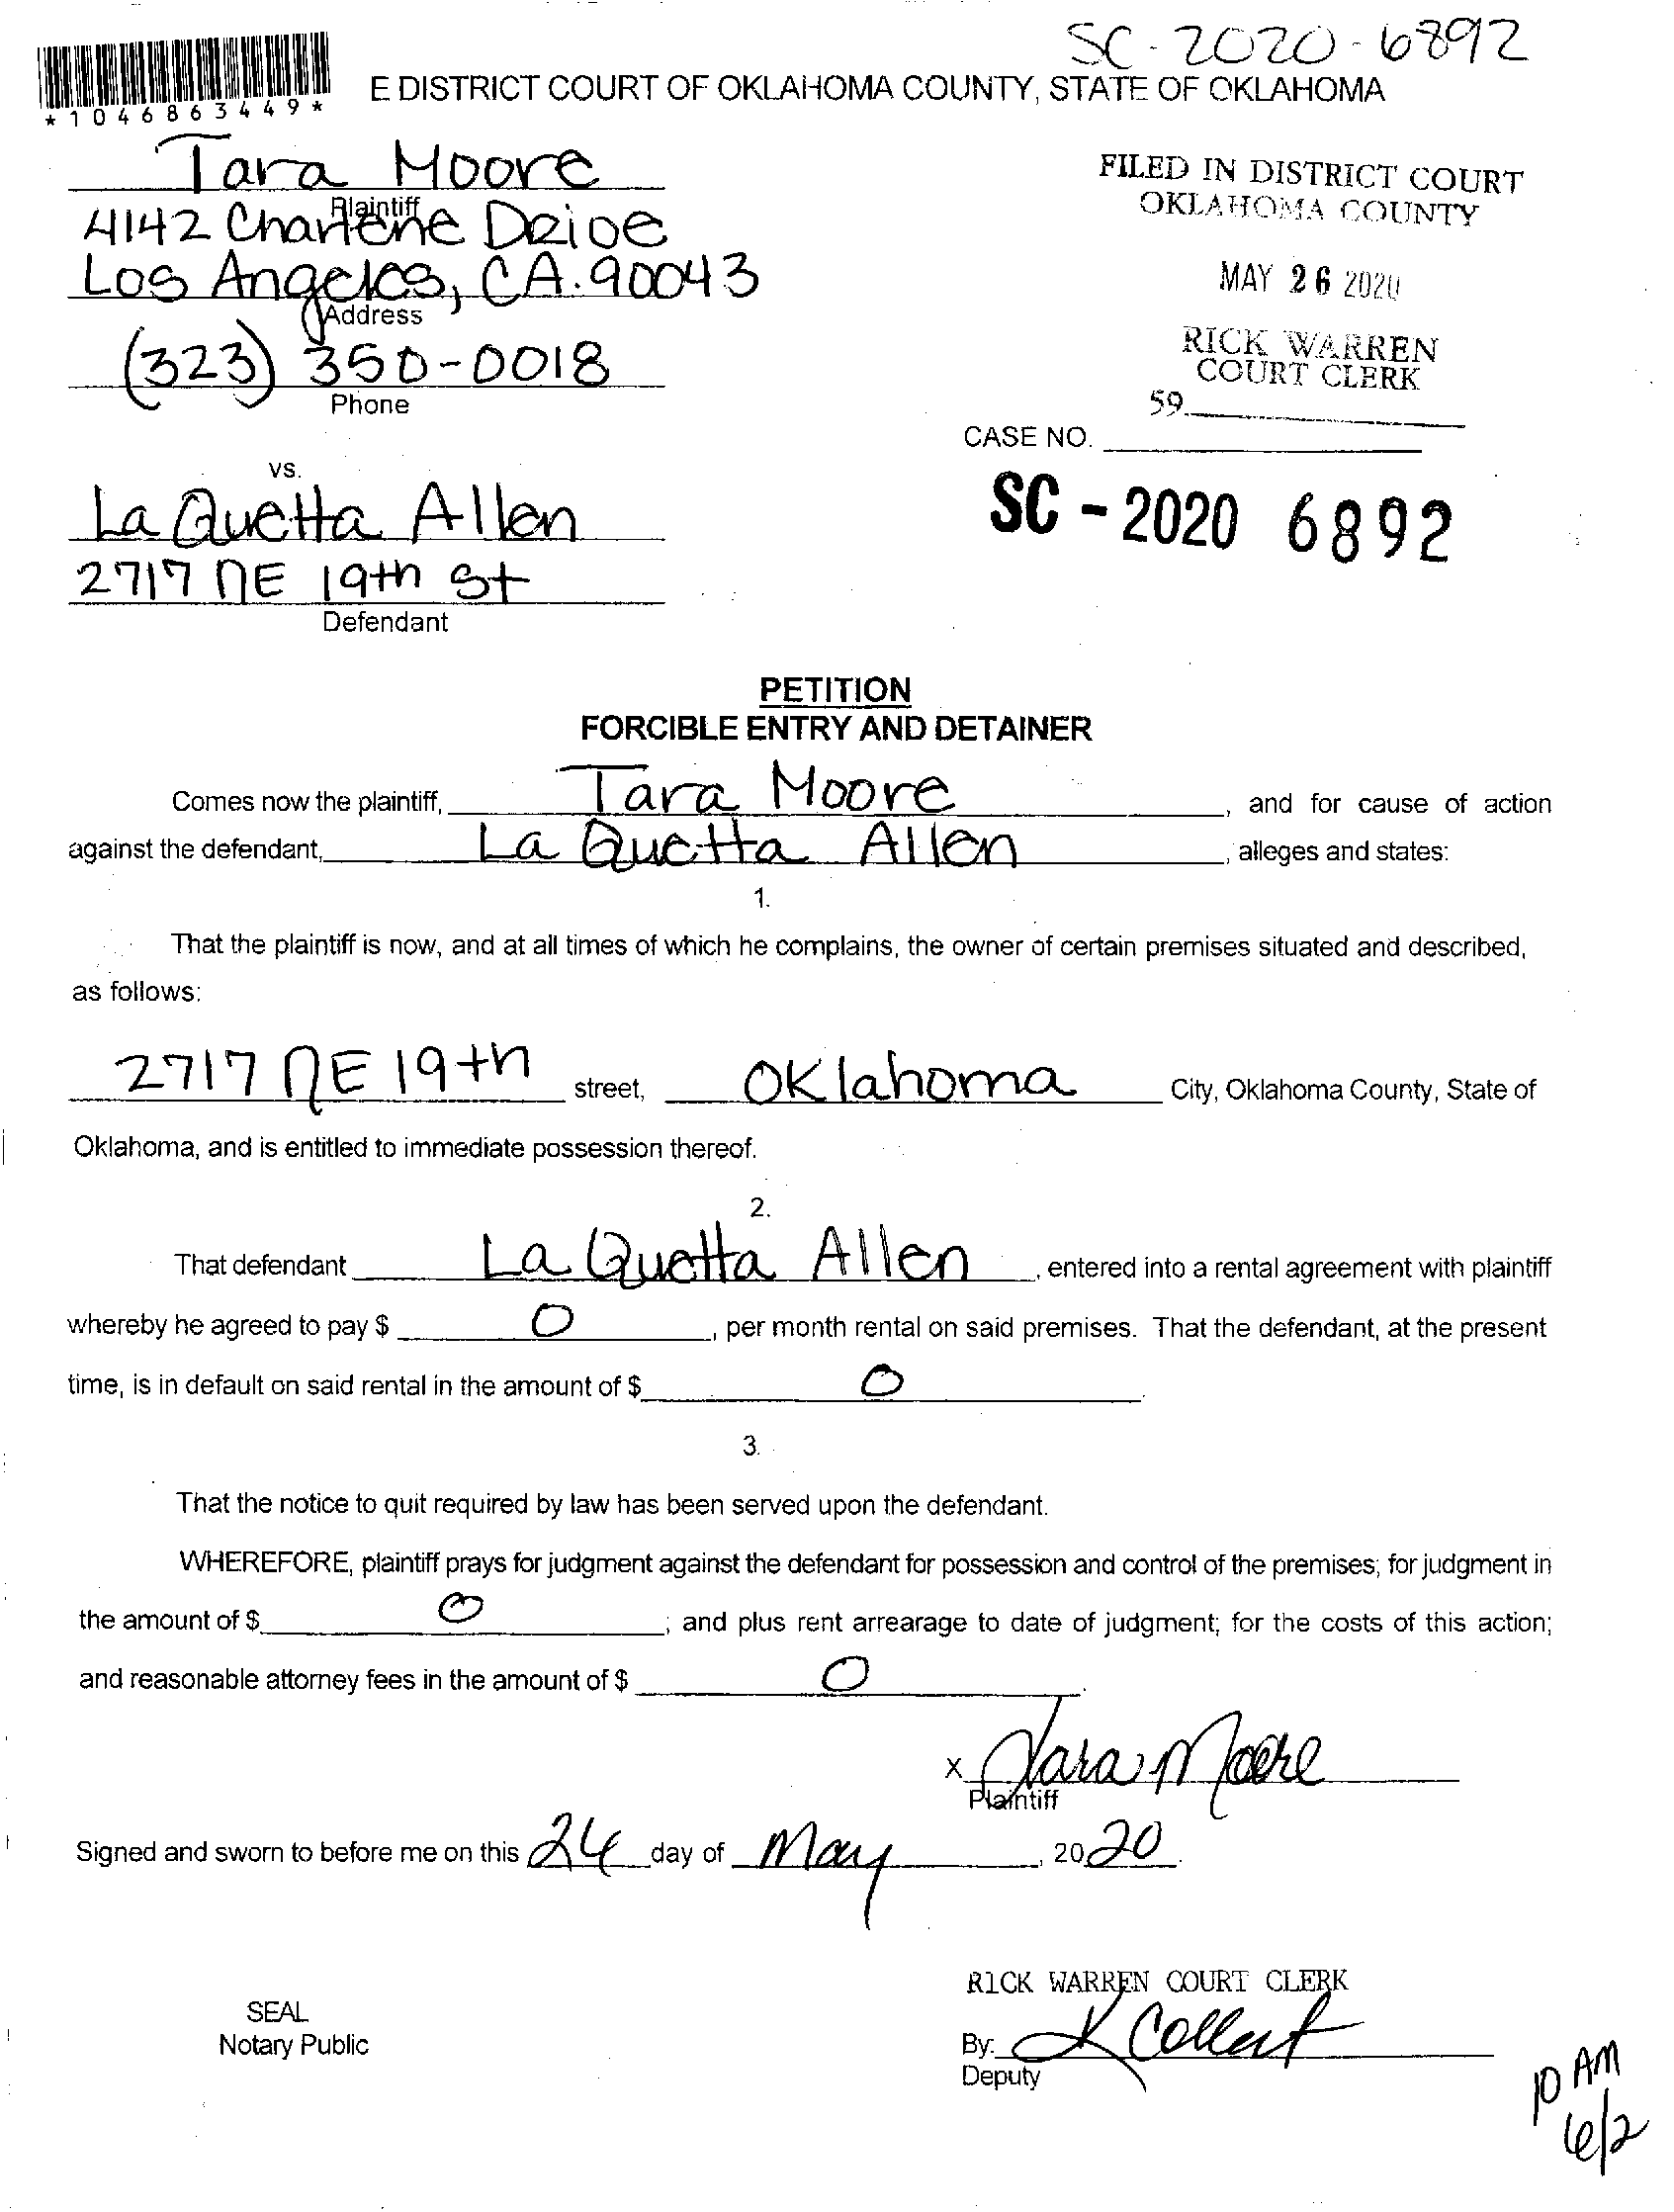 SC-2020-6892
*1046863449*
E DISTRICT COURT OF OKLAHOMA COUNTY, STATE OF OKLAHOMA
Tara Moore
Plaintiff
4142 Charlene Drive
Los Angeles, CA. 90043
Address
(323) 350-0018
Phone
FILED IN DISTRICT COURT
OKLAHOMA COUNTY
MAY 26 2020
RICK WARREN
COURT CLERK
59
CASE NO.
SC - 2020 6892
vs.
La Quetta Allen
2717 NE 19th St
Defendant
PETITION
FORCIBLE ENTRY AND DETAINER
Comes now the plaintiff, Tara Moore, and for cause of action
against the defendant, La Quetta Allen, alleges and states:
1.
That the plaintiff is now, and at all times of which he complains, the owner of certain premises situated and described,
as follows:
2717 NE 19th street, Oklahoma City, Oklahoma County, State of
Oklahoma, and is entitled to immediate possession thereof.
2.
That defendant La Quetta Allen, entered into a rental agreement with plaintiff
whereby he agreed to pay $ 0, per month rental on said premises. That the defendant, at the present
time, is in default on said rental in the amount of $ 0.
3.
That the notice to quit required by law has been served upon the defendant.
WHEREFORE, plaintiff prays for judgment against the defendant for possession and control of the premises; for judgment in
the amount of $ 0; and plus rent arrearage to date of judgment; for the costs of this action;
and reasonable attorney fees in the amount of $ 0.
x Tara Moore
Plaintiff
Signed and sworn to before me on this 24 day of May, 2020.
RICK WARREN COURT CLERK
SEAL
Notary Public
By: K Collert
Deputy
10 AM
6/2